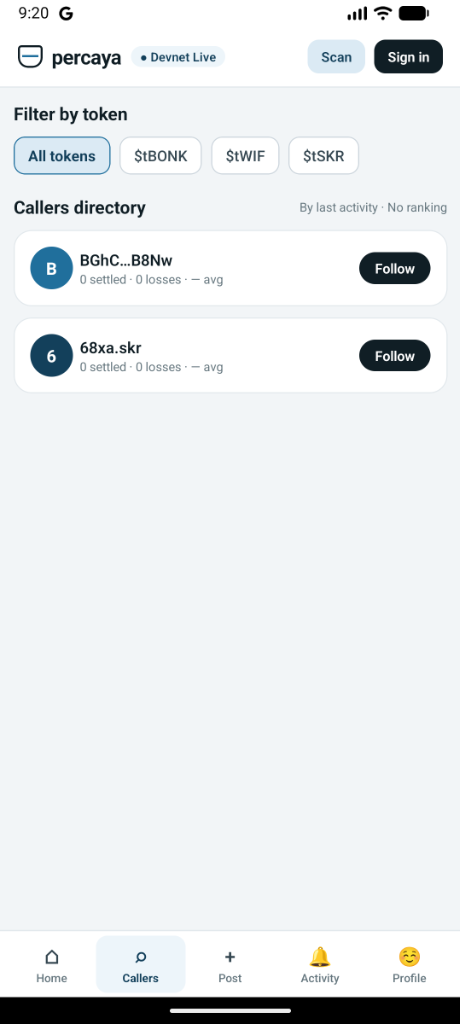 9:20 G
percaya • Devnet Live Scan Sign in
Filter by token
All tokens $tBONK $tWIF $tSKR
Callers directory By last activity · No ranking
B BGhC…B8Nw Follow
0 settled · 0 losses · — avg
6 68xa.skr Follow
0 settled · 0 losses · — avg
Home Callers Post Activity Profile